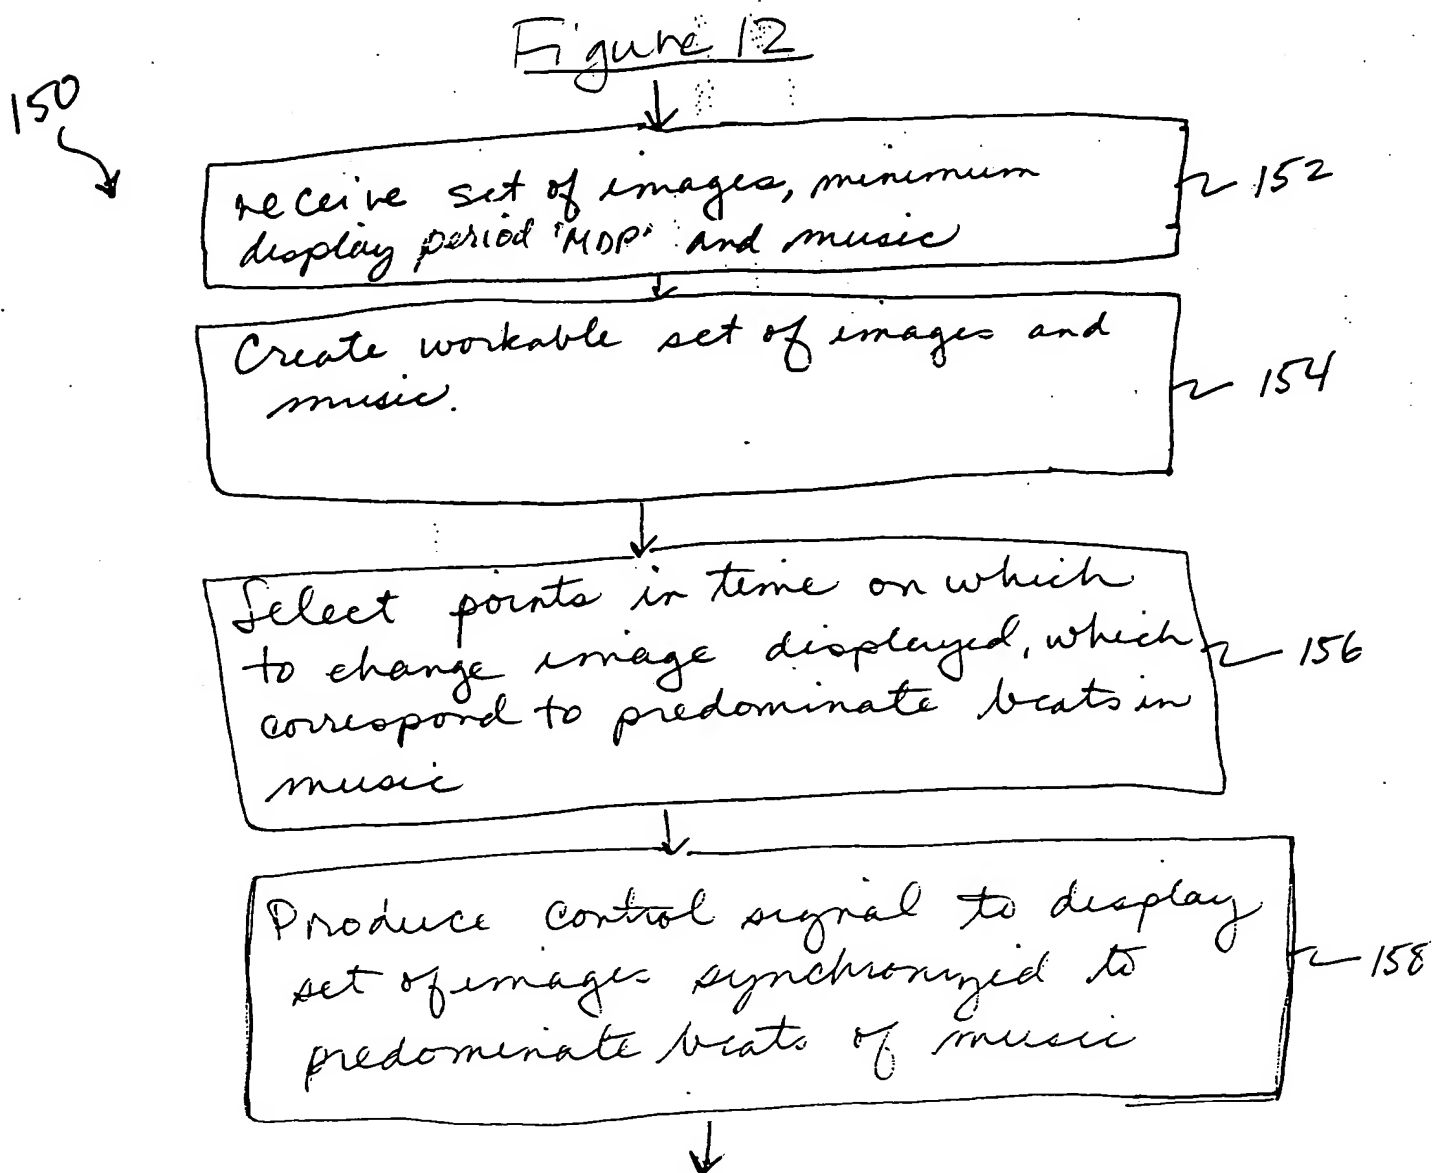 Figure 12
150
receive set of images, minimum
display period "MDP" and music
152
Create workable set of images and
music.
154
Select points in time on which
to change image displayed, which
correspond to predominate beats in
music
156
Produce control signal to display
set of images synchronized to
predominate beats of music
158